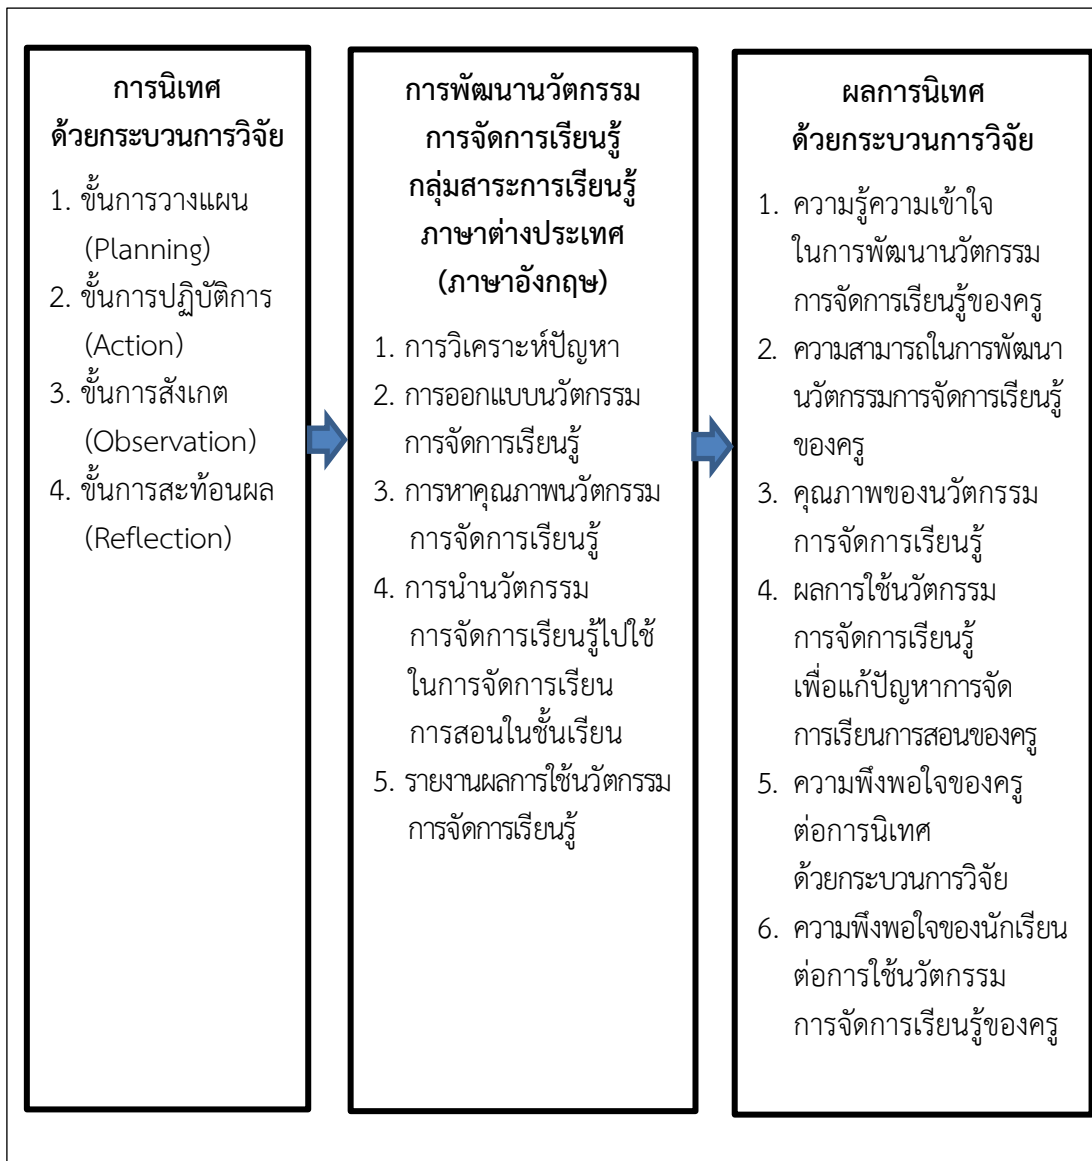 การนิเทศ
ด้วยกระบวนการวิจัย
1. ขั้นการวางแผน
(Planning)
2. ขั้นการปฏิบัติการ
(Action)
3. ขั้นการสังเกต
(Observation)
4. ขั้นการสะท้อนผล
(Reflection)
การพัฒนานวัตกรรม
การจัดการเรียนรู้
กลุ่มสาระการเรียนรู้
ภาษาต่างประเทศ
(ภาษาอังกฤษ)
1. การวิเคราะห์ปัญหา
2. การออกแบบนวัตกรรม
การจัดการเรียนรู้
3. การหาคุณภาพนวัตกรรม
การจัดการเรียนรู้
4. การนำนวัตกรรม
การจัดการเรียนรู้ไปใช้
ในการจัดการเรียน
การสอนในชั้นเรียน
5. รายงานผลการใช้นวัตกรรม
การจัดการเรียนรู้
ผลการนิเทศ
ด้วยกระบวนการวิจัย
1. ความรู้ความเข้าใจ
ในการพัฒนานวัตกรรม
การจัดการเรียนรู้ของครู
2. ความสามารถในการพัฒนา
นวัตกรรมการจัดการเรียนรู้
ของครู
3. คุณภาพของนวัตกรรม
การจัดการเรียนรู้
4. ผลการใช้นวัตกรรม
การจัดการเรียนรู้
เพื่อแก้ปัญหาการจัด
การเรียนการสอนของครู
5. ความพึงพอใจของครู
ต่อการนิเทศ
ด้วยกระบวนการวิจัย
6. ความพึงพอใจของนักเรียน
ต่อการใช้นวัตกรรม
การจัดการเรียนรู้ของครู